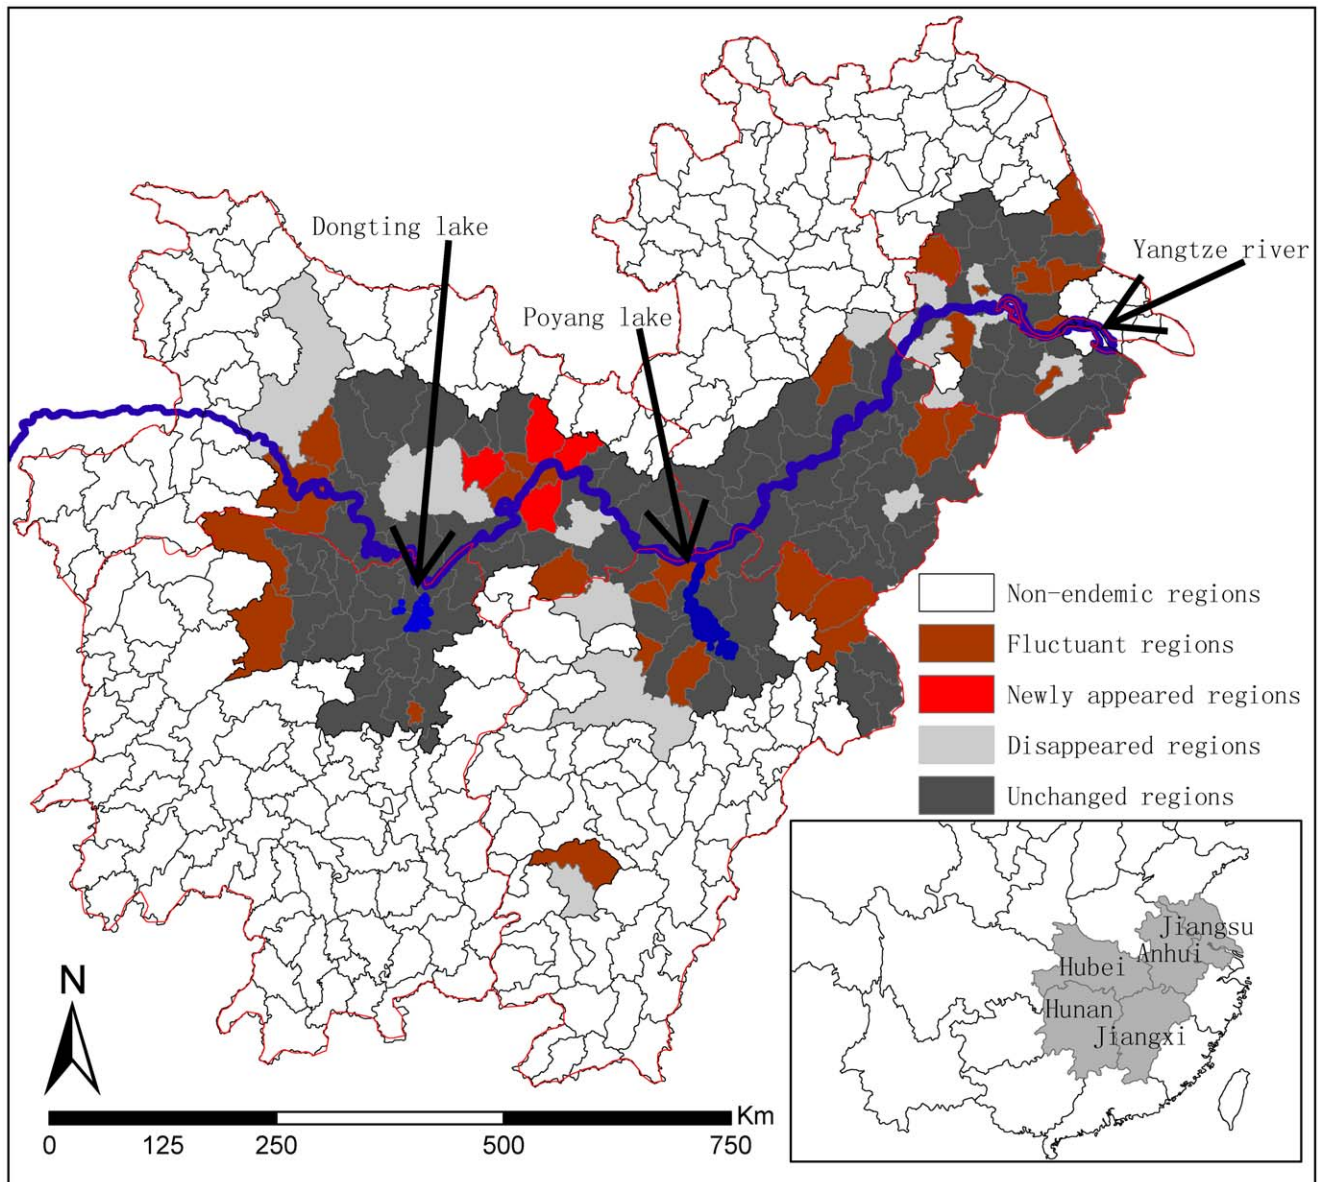 Dongting lake
Yangtze river
Poyang lake
Non-endemic regions
Fluctuant regions
Newly appeared regions
Disappeared regions
Unchanged regions
Jiangsu
Anhui
Hubei
Hunan
Jiangxi
N
Km
0 125 250 500 750